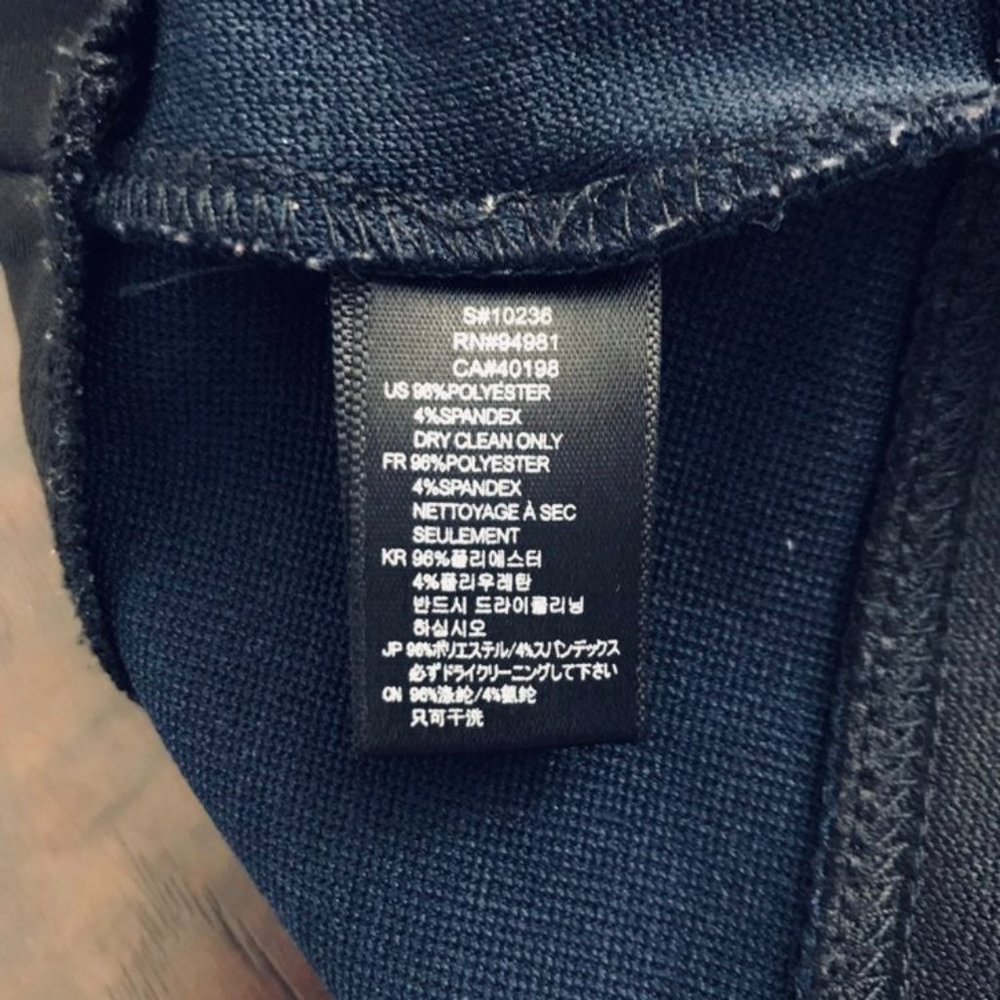 S#10236
RN#94981
CA#40198
US 96%POLYESTER
4%SPANDEX
DRY CLEAN ONLY
FR 96%POLYESTER
4%SPANDEX
NETTOYAGE À SEC
SEULEMENT
KR 96%폴리에스터
4%폴리우레탄
반드시 드라이클리닝
하십시오
JP 96%ポリエステル/4%スパンデックス
必ずドライクリーニングして下さい
CN 96%涤纶/4%氨纶
只可干洗